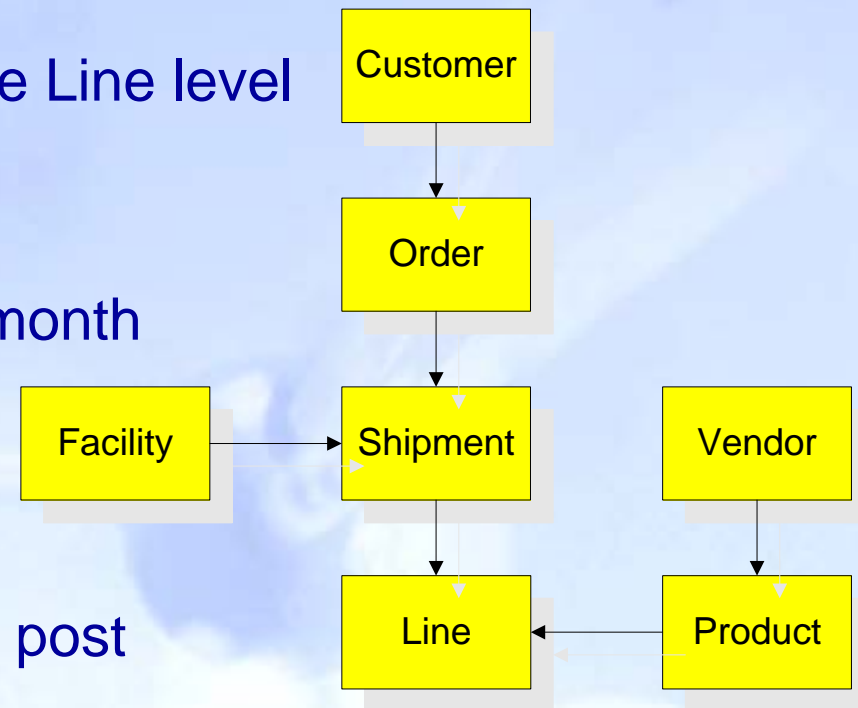 Customer
e Line level
Order
month
Facility
Shipment
Vendor
post
Line
Product